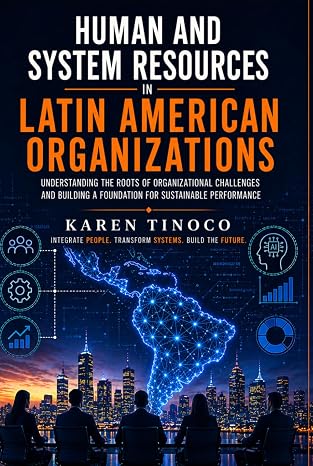 HUMAN AND
SYSTEM RESOURCES
IN
LATIN AMERICAN
ORGANIZATIONS
UNDERSTANDING THE ROOTS OF ORGANIZATIONAL CHALLENGES
AND BUILDING A FOUNDATION FOR SUSTAINABLE PERFORMANCE
KAREN TINOCO
INTEGRATE PEOPLE. TRANSFORM SYSTEMS. BUILD THE FUTURE.
AI